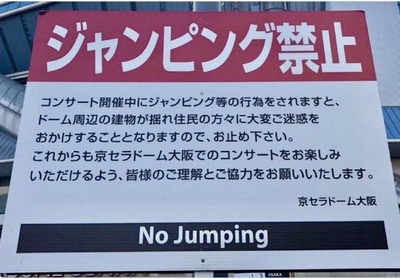 ジャンピング禁止
コンサート開催中にジャンピング等の行為をされますと、
ドーム周辺の建物が揺れ住民の方々に大変ご迷惑を
おかけすることとなりますので、お止め下さい。
これからも京セラドーム大阪でのコンサートをお楽しみ
いただけるよう、皆様のご理解とご協力をお願いいたします。
京セラドーム大阪
No Jumping
OSAKA